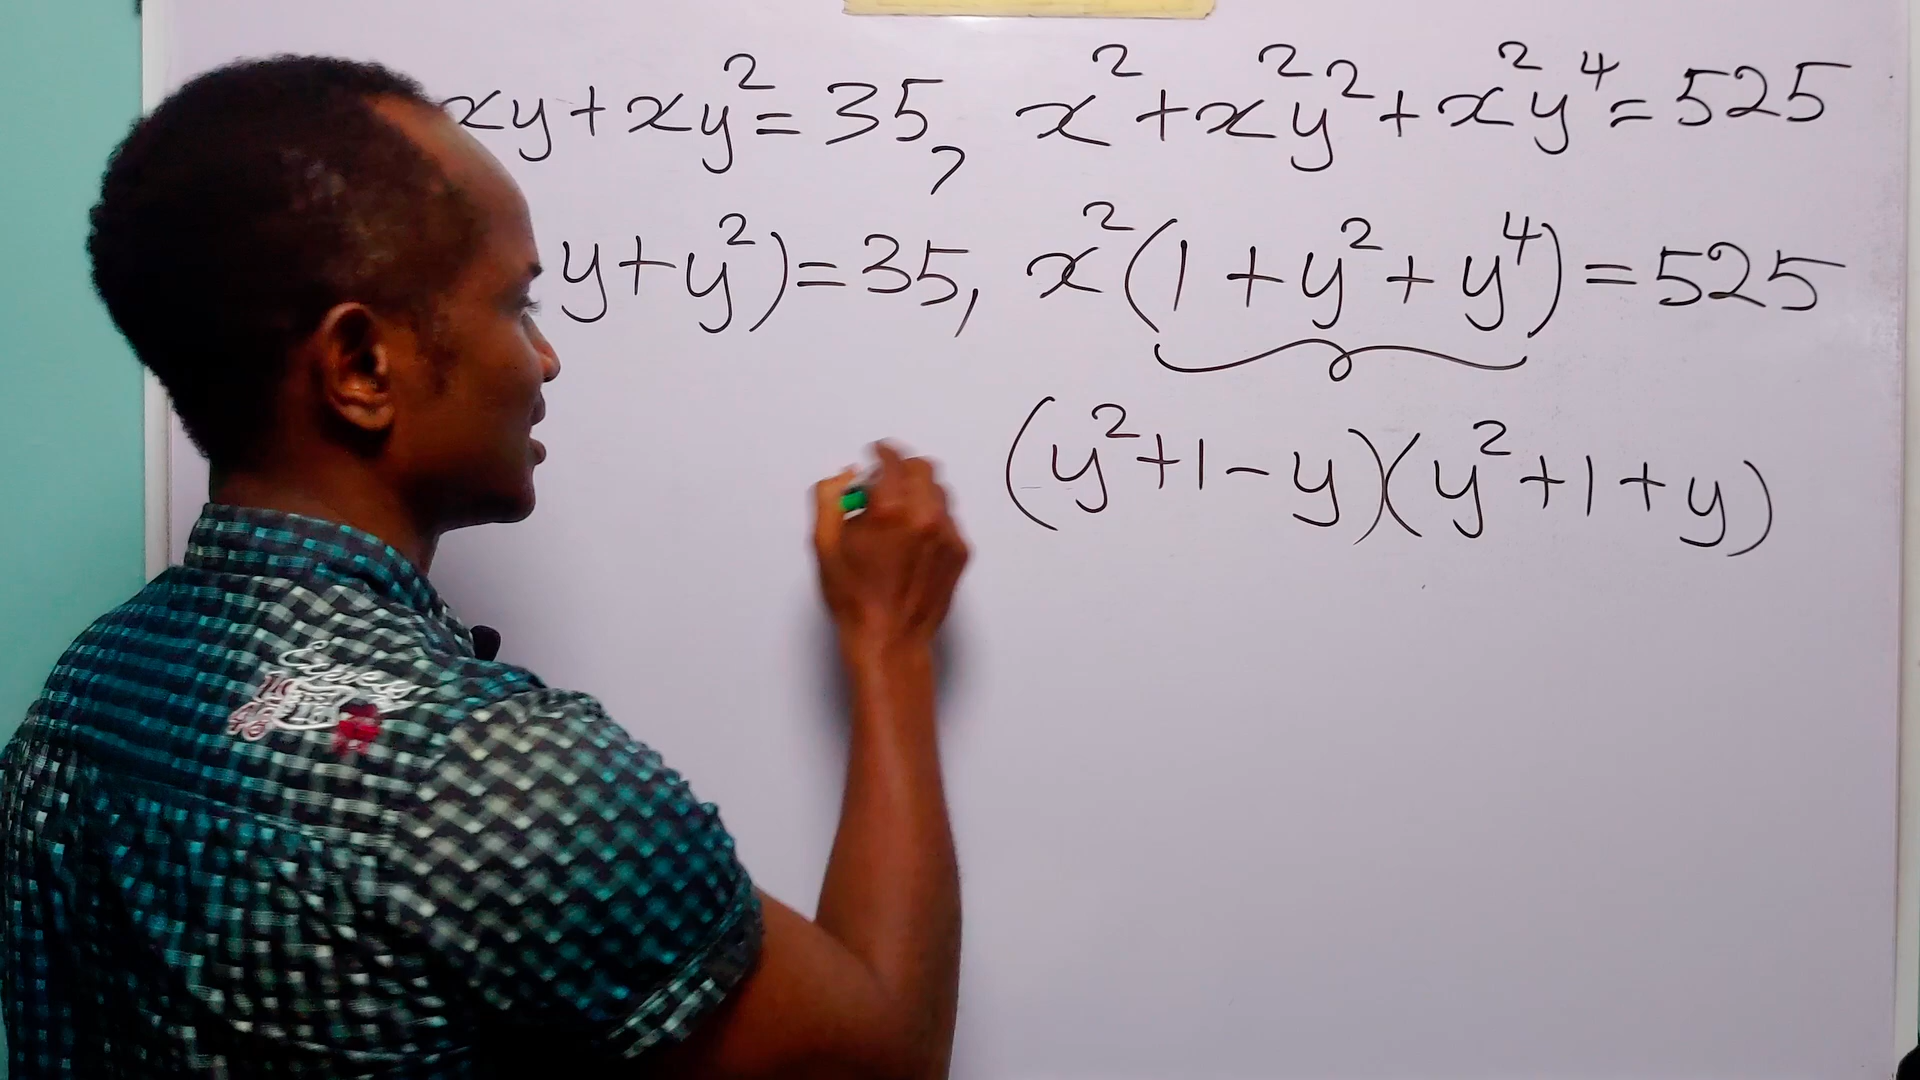 xy+xy²=35, x²+x²y²+x²y⁴=525
y+y²)=35, x²(1+y²+y⁴)=525
(y²+1-y)(y²+1+y)